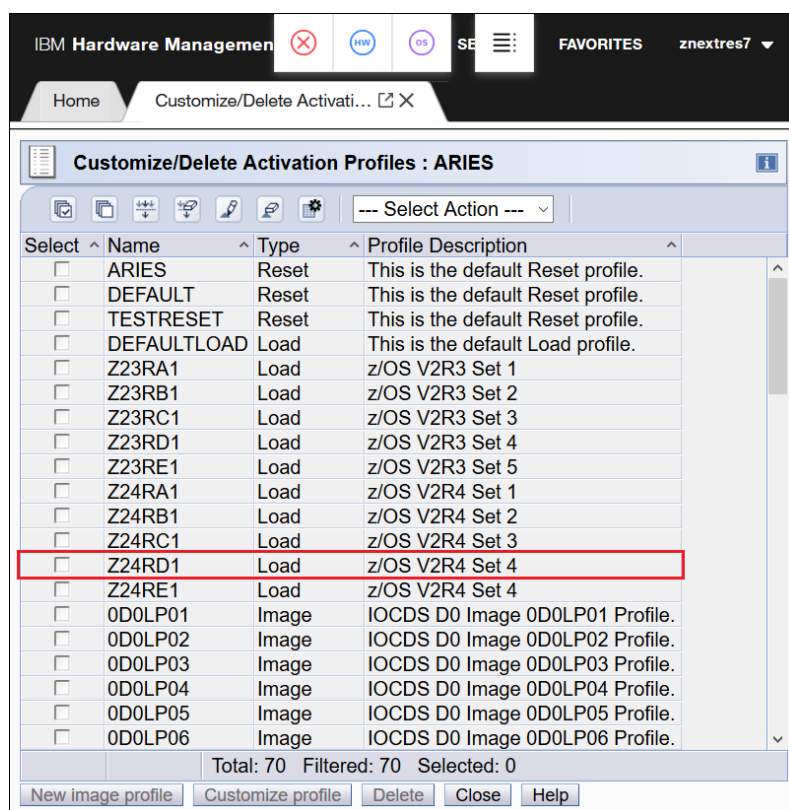 IBM Hardware Managemen
HW
OS
SE
FAVORITES
znextres7
Home
Customize/Delete Activati…
Customize/Delete Activation Profiles : ARIES
i
--- Select Action ---
Select Name Type Profile Description
ARIES Reset This is the default Reset profile.
DEFAULT Reset This is the default Reset profile.
TESTRESET Reset This is the default Reset profile.
DEFAULTLOAD Load This is the default Load profile.
Z23RA1 Load z/OS V2R3 Set 1
Z23RB1 Load z/OS V2R3 Set 2
Z23RC1 Load z/OS V2R3 Set 3
Z23RD1 Load z/OS V2R3 Set 4
Z23RE1 Load z/OS V2R3 Set 5
Z24RA1 Load z/OS V2R4 Set 1
Z24RB1 Load z/OS V2R4 Set 2
Z24RC1 Load z/OS V2R4 Set 3
Z24RD1 Load z/OS V2R4 Set 4
Z24RE1 Load z/OS V2R4 Set 4
0D0LP01 Image IOCDS D0 Image 0D0LP01 Profile.
0D0LP02 Image IOCDS D0 Image 0D0LP02 Profile.
0D0LP03 Image IOCDS D0 Image 0D0LP03 Profile.
0D0LP04 Image IOCDS D0 Image 0D0LP04 Profile.
0D0LP05 Image IOCDS D0 Image 0D0LP05 Profile.
0D0LP06 Image IOCDS D0 Image 0D0LP06 Profile.
Total: 70 Filtered: 70 Selected: 0
New image profile Customize profile Delete Close Help